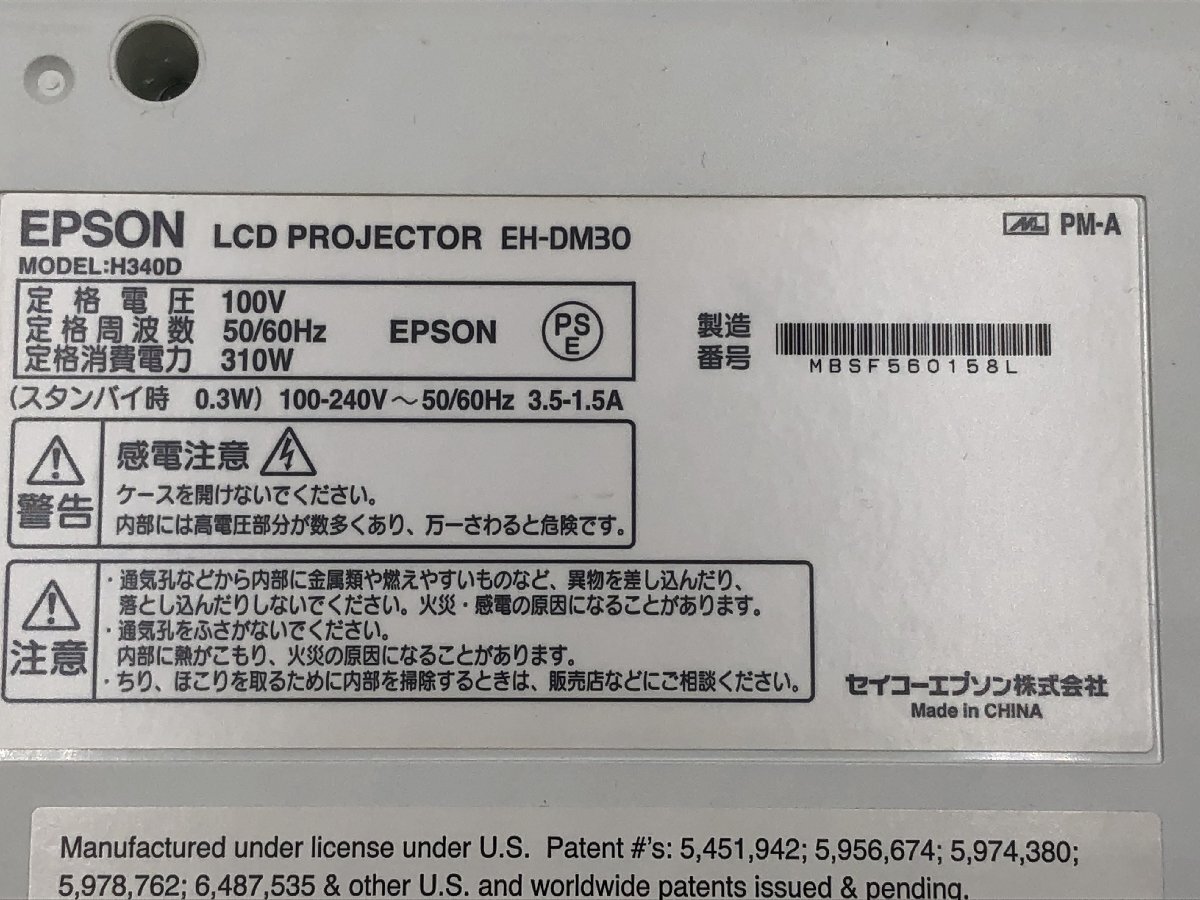 EPSON LCD PROJECTOR EH-DM30
MODEL:H340D
PM-A
定格電圧 100V
定格周波数 50/60Hz
定格消費電力 310W
EPSON
PS
E
(スタンバイ時 0.3W) 100-240V～50/60Hz 3.5-1.5A
製造
番号
MBSF560158L
警告
感電注意
ケースを開けないでください。
内部には高電圧部分が数多くあり、万一さわると危険です。
注意
・通気孔などから内部に金属類や燃えやすいものなど、異物を差し込んだり、
落とし込んだりしないでください。火災・感電の原因になることがあります。
・通気孔をふさがないでください。
内部に熱がこもり、火災の原因になることがあります。
・ちり、ほこりを取るために内部を掃除するときは、販売店などにご相談ください。
セイコーエプソン株式会社
Made in CHINA
Manufactured under license under U.S. Patent #'s: 5,451,942; 5,956,674; 5,974,380;
5,978,762; 6,487,535 & other U.S. and worldwide patents issued & pending.